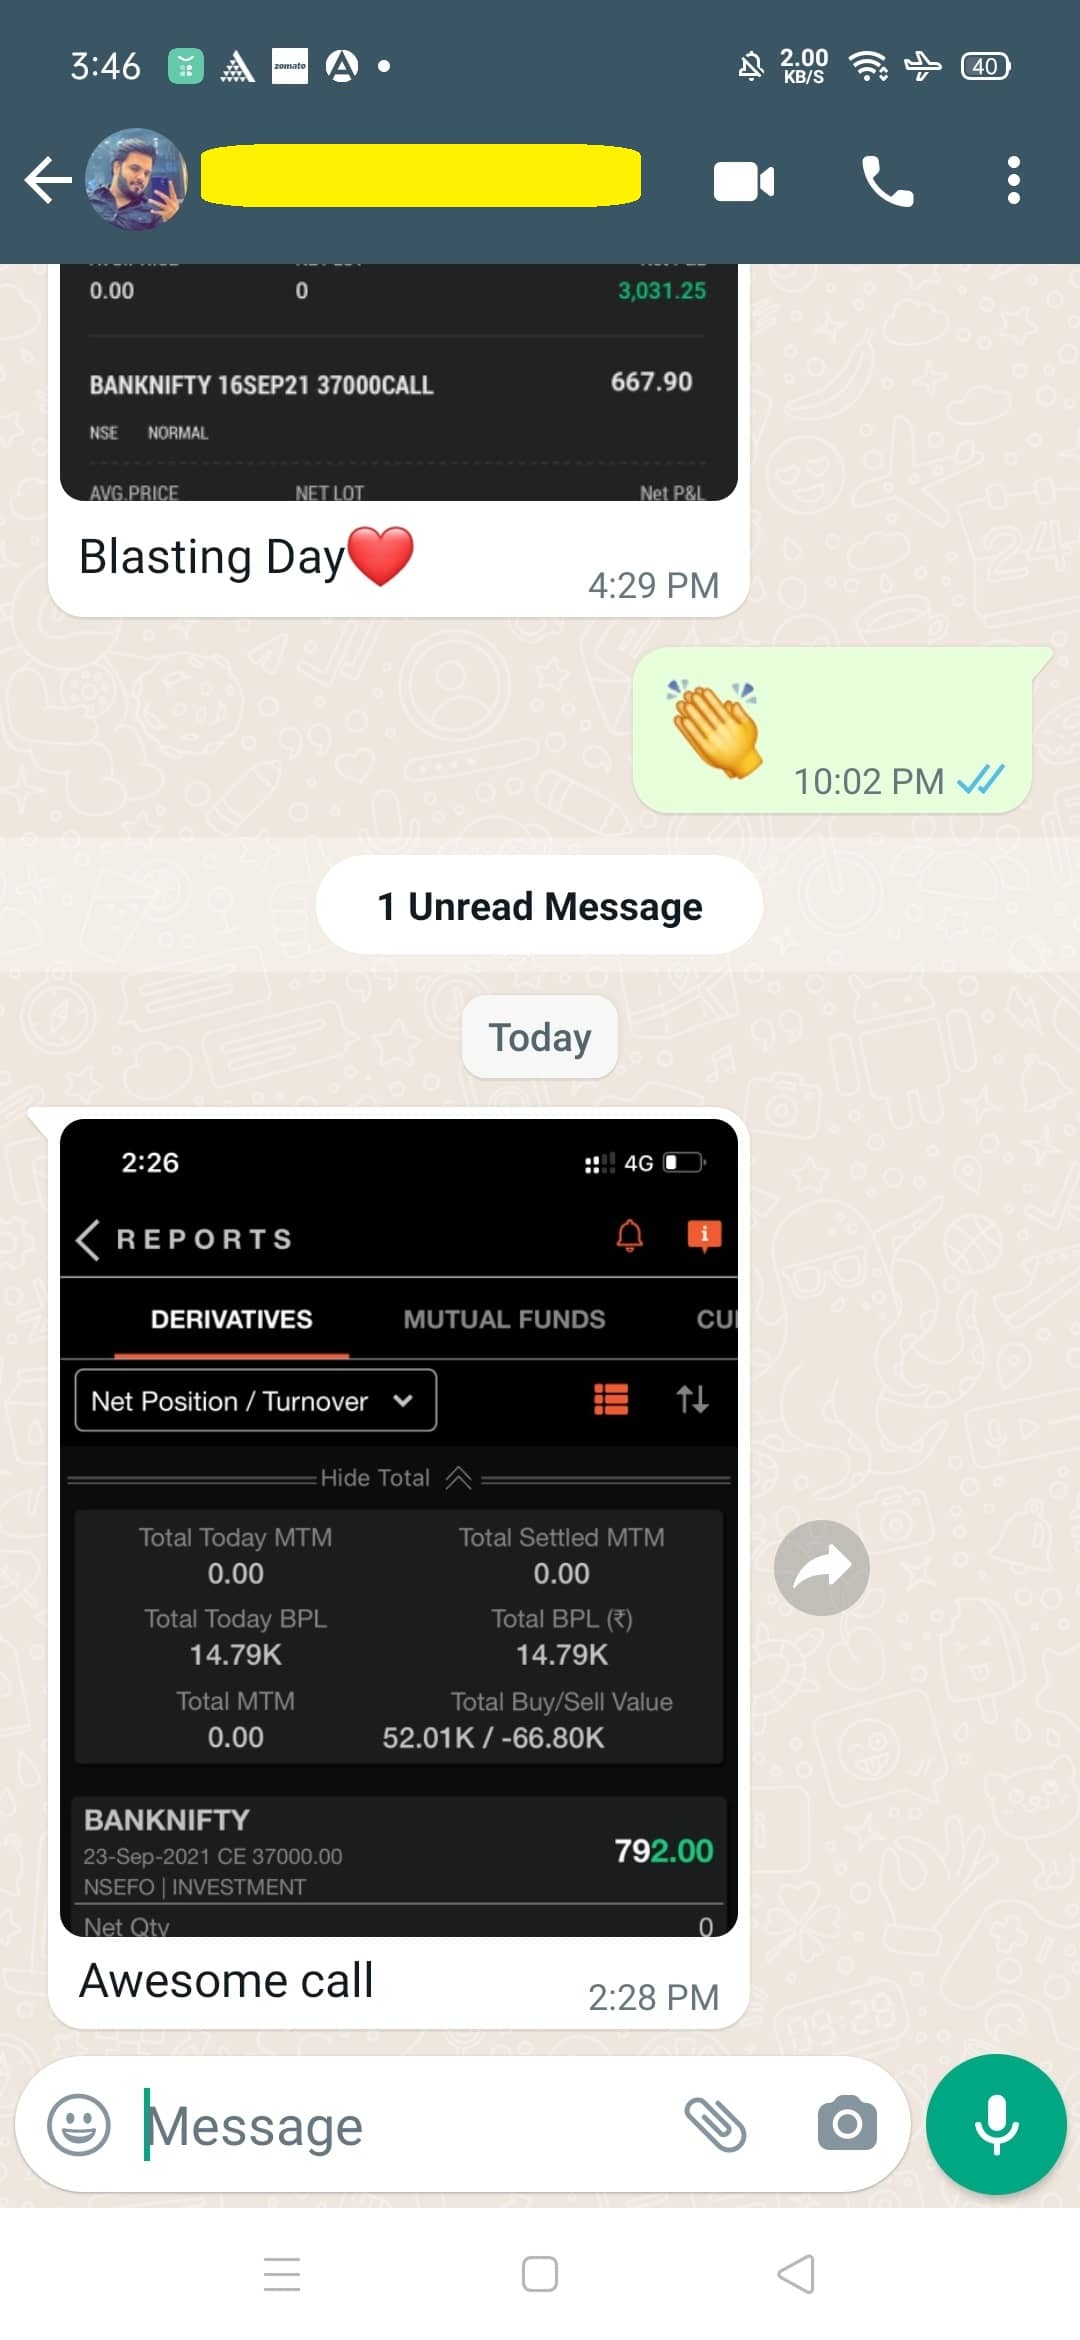 3:46
zomato
2.00
KB/S
40
0.00 0 3,031.25
BANKNIFTY 16SEP21 37000CALL 667.90
NSE NORMAL
AVG.PRICE NET LOT Net P&L
Blasting Day❤️
4:29 PM
👏
10:02 PM
1 Unread Message
Today
2:26 4G
REPORTS
DERIVATIVES MUTUAL FUNDS
Net Position / Turnover
Hide Total
Total Today MTM Total Settled MTM
0.00 0.00
Total Today BPL Total BPL (₹)
14.79K 14.79K
Total MTM Total Buy/Sell Value
0.00 52.01K / -66.80K
BANKNIFTY
792.00
23-Sep-2021 CE 37000.00
NSEFO | INVESTMENT
Net Qty 0
Awesome call
2:28 PM
Message